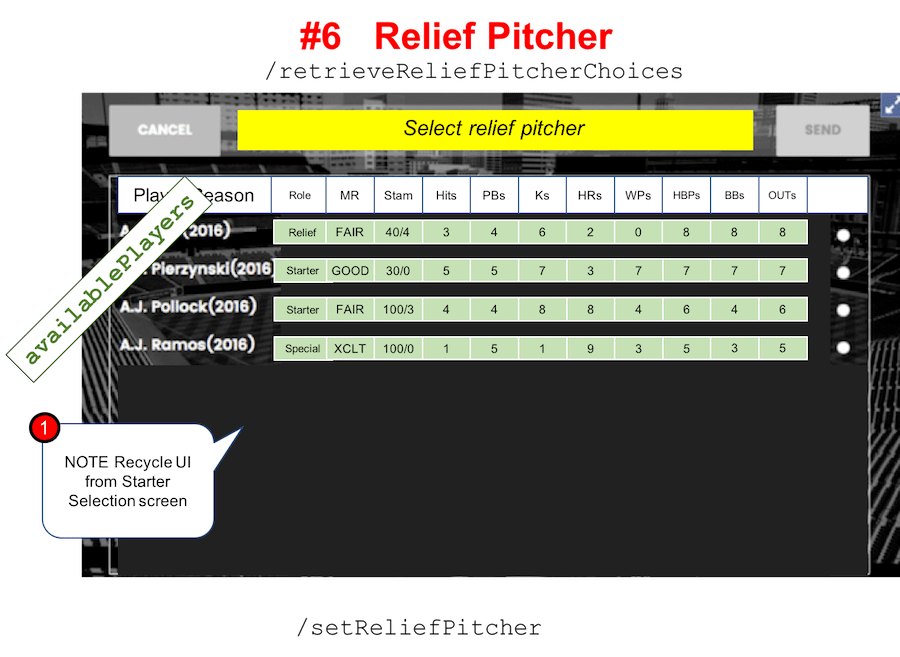 #6 Relief Pitcher
/retrieveReliefPitcherChoices
CANCEL
Select relief pitcher
SEND
Role MR Stam Hits PBs Ks HRs WPs HBPs BBs OUTs
availablePlayers
(2016) Relief FAIR 40/4 3 4 6 2 0 8 8 8
Pierzynski(2016) Starter GOOD 30/0 5 5 7 3 7 7 7 7
A.J. Pollock(2016) Starter FAIR 100/3 4 4 8 8 4 6 4 6
A.J. Ramos(2016) Special XCLT 100/0 1 5 1 9 3 5 3 5
1
NOTE Recycle UI
from Starter
Selection screen
/setReliefPitcher